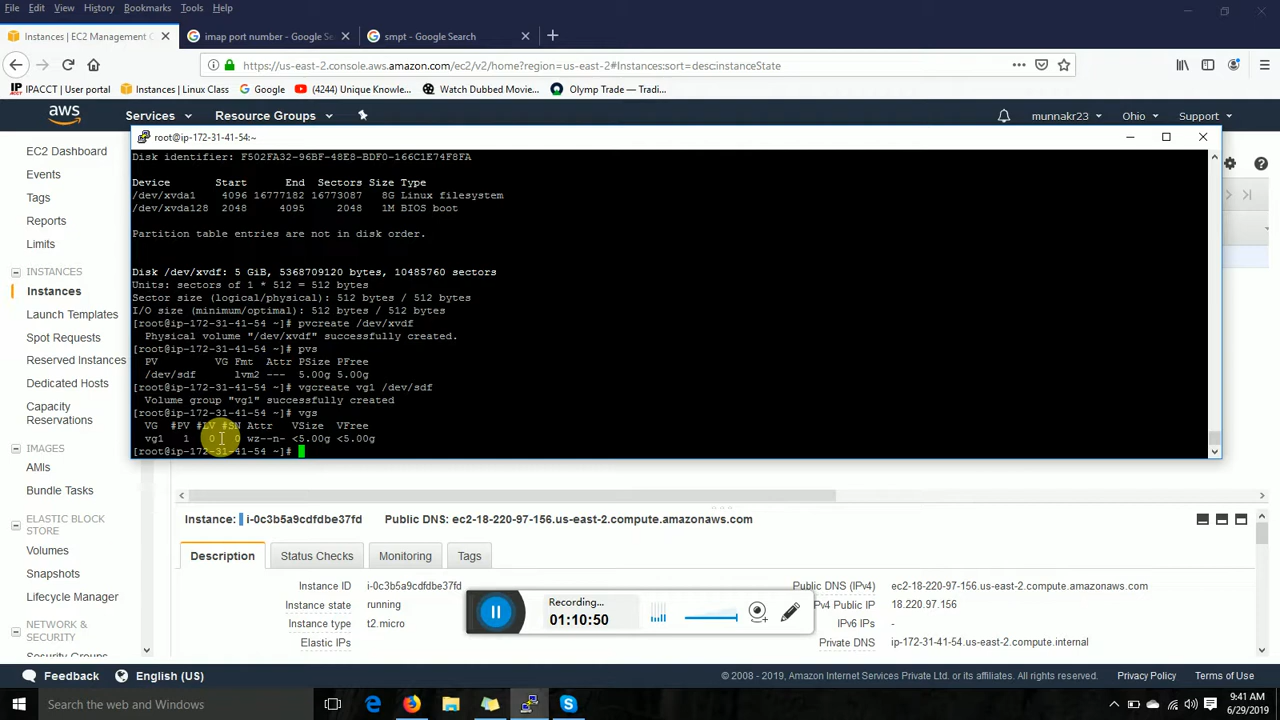 File Edit View History Bookmarks Tools Help
Instances | EC2 Management C
imap port number - Google Se
smpt - Google Search
https://us-east-2.console.aws.amazon.com/ec2/v2/home?region=us-east-2#Instances:sort=descinstanceState
IPACCT | User portal
Instances | Linux Class
Google
(4244) Unique Knowle...
Watch Dubbed Movie...
Olymp Trade — Tradi...
aws
Services
Resource Groups
munnakr23
Ohio
Support
root@ip-172-31-41-54:~
Disk identifier: F502FA32-96BF-48E8-BDF0-166C1E74F8FA
Device Start End Sectors Size Type
/dev/xvda1 4096 16777182 16773087 8G Linux filesystem
/dev/xvda128 2048 4095 2048 1M BIOS boot
Partition table entries are not in disk order.
Disk /dev/xvdf: 5 GiB, 5368709120 bytes, 10485760 sectors
Units: sectors of 1 * 512 = 512 bytes
Sector size (logical/physical): 512 bytes / 512 bytes
I/O size (minimum/optimal): 512 bytes / 512 bytes
[root@ip-172-31-41-54 ~]# pvcreate /dev/xvdf
Physical volume "/dev/xvdf" successfully created.
[root@ip-172-31-41-54 ~]# pvs
PV VG Fmt Attr PSize PFree
/dev/sdf lvm2 --- 5.00g 5.00g
[root@ip-172-31-41-54 ~]# vgcreate vg1 /dev/sdf
Volume group "vg1" successfully created
[root@ip-172-31-41-54 ~]# vgs
VG #PV #LV #SN Attr VSize VFree
vg1 1 0 0 wz--n- <5.00g <5.00g
[root@ip-172-31-41-54 ~]#
EC2 Dashboard
Events
Tags
Reports
Limits
INSTANCES
Instances
Launch Templates
Spot Requests
Reserved Instances
Dedicated Hosts
Capacity
Reservations
IMAGES
AMIs
Bundle Tasks
ELASTIC BLOCK
STORE
Volumes
Snapshots
Lifecycle Manager
NETWORK &
SECURITY
Security Groups
Instance: i-0c3b5a9cdfdbe37fd Public DNS: ec2-18-220-97-156.us-east-2.compute.amazonaws.com
Description
Status Checks
Monitoring
Tags
Instance ID i-0c3b5a9cdfdbe37fd
Public DNS (IPv4) ec2-18-220-97-156.us-east-2.compute.amazonaws.com
Instance state running
Pv4 Public IP 18.220.97.156
Instance type t2.micro
IPv6 IPs -
Elastic IPs
Private DNS ip-172-31-41-54.us-east-2.compute.internal
Recording...
01:10:50
Feedback
English (US)
© 2008 - 2019, Amazon Internet Services Private Ltd. or its affiliates. All rights reserved.
Privacy Policy
Terms of Use
Search the web and Windows
9:41 AM
6/29/2019